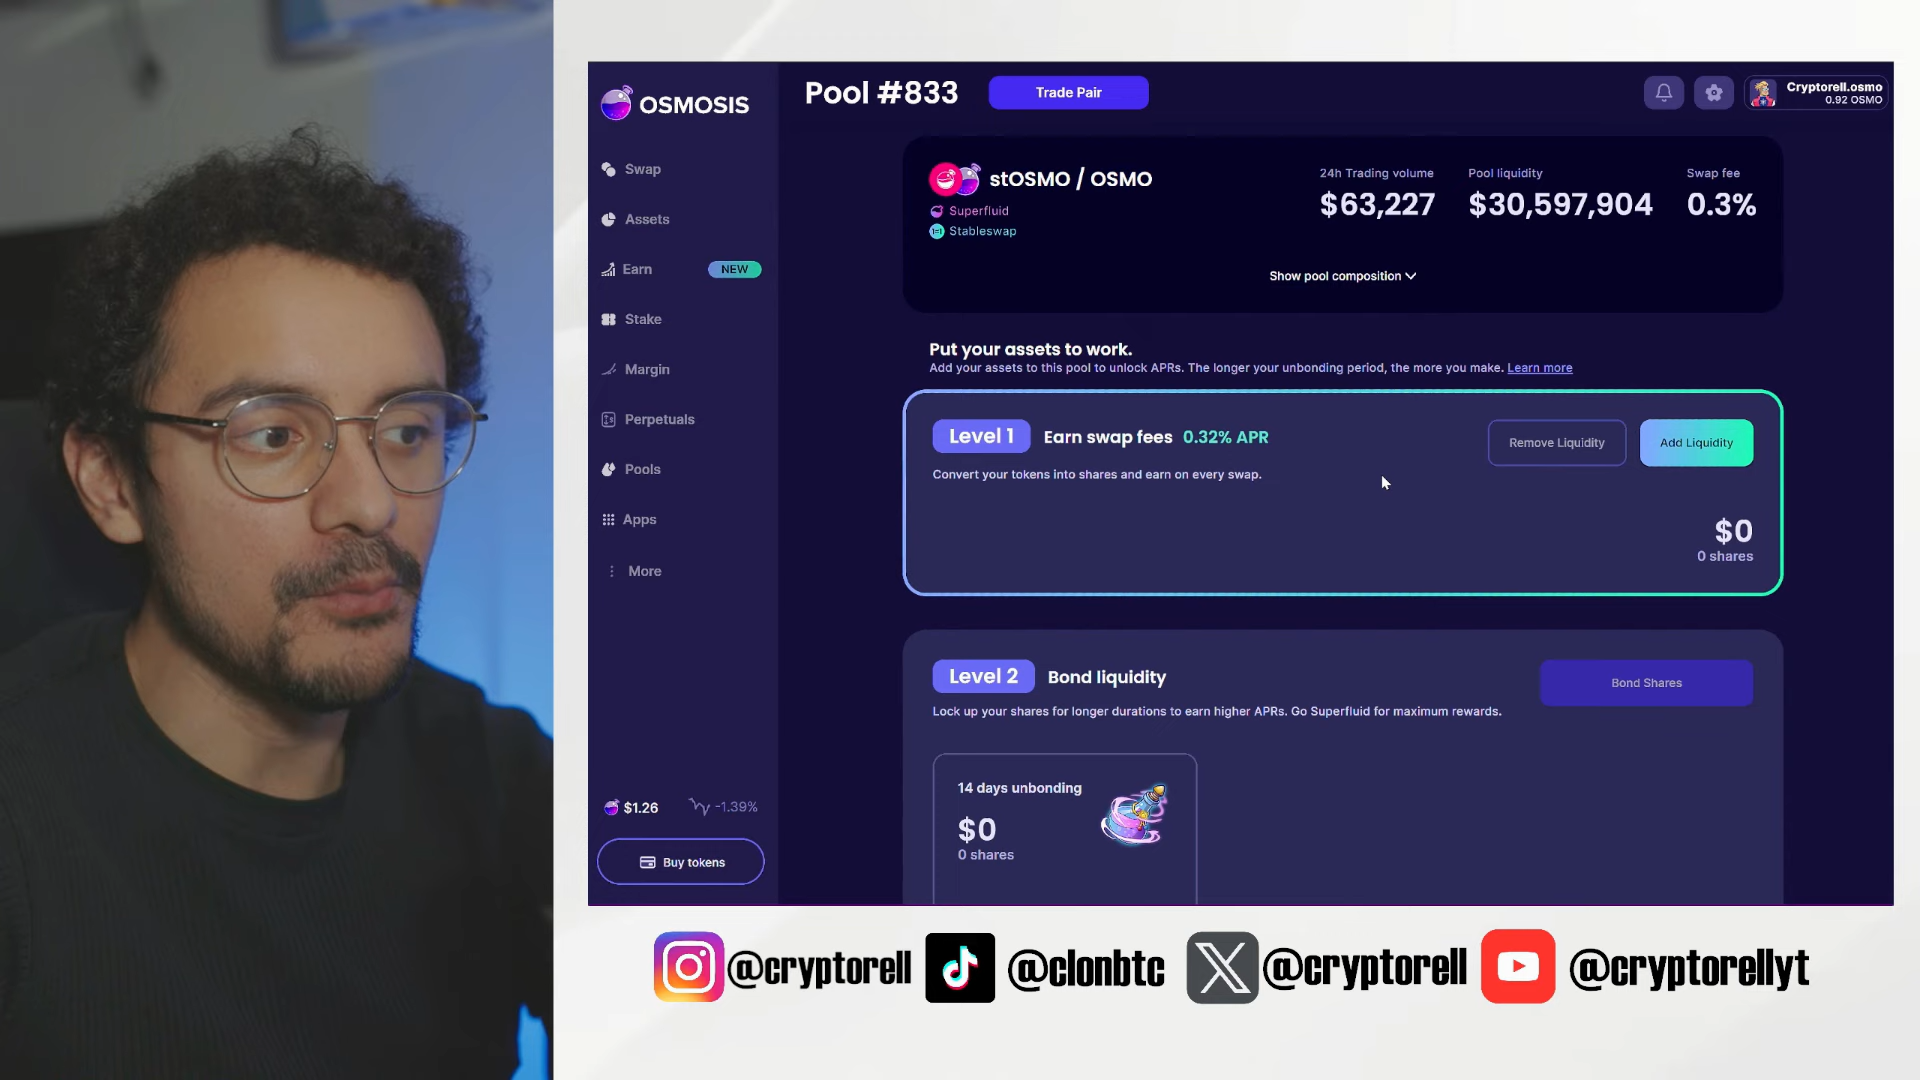 OSMOSIS
Swap
Assets
Earn NEW
Stake
Margin
Perpetuals
Pools
Apps
More
$1.26 -1.39%
Buy tokens
Pool #833
Trade Pair
Cryptorell.osmo
0.92 OSMO
stOSMO / OSMO
Superfluid
Stableswap
24h Trading volume
$63,227
Pool liquidity
$30,597,904
Swap fee
0.3%
Show pool composition
Put your assets to work.
Add your assets to this pool to unlock APRs. The longer your unbonding period, the more you make. Learn more
Level 1 Earn swap fees 0.32% APR
Convert your tokens into shares and earn on every swap.
Remove Liquidity
Add Liquidity
$0
0 shares
Level 2 Bond liquidity
Lock up your shares for longer durations to earn higher APRs. Go Superfluid for maximum rewards.
Bond Shares
14 days unbonding
$0
0 shares
@cryptorell @clonbtc @cryptorell @cryptorellyt